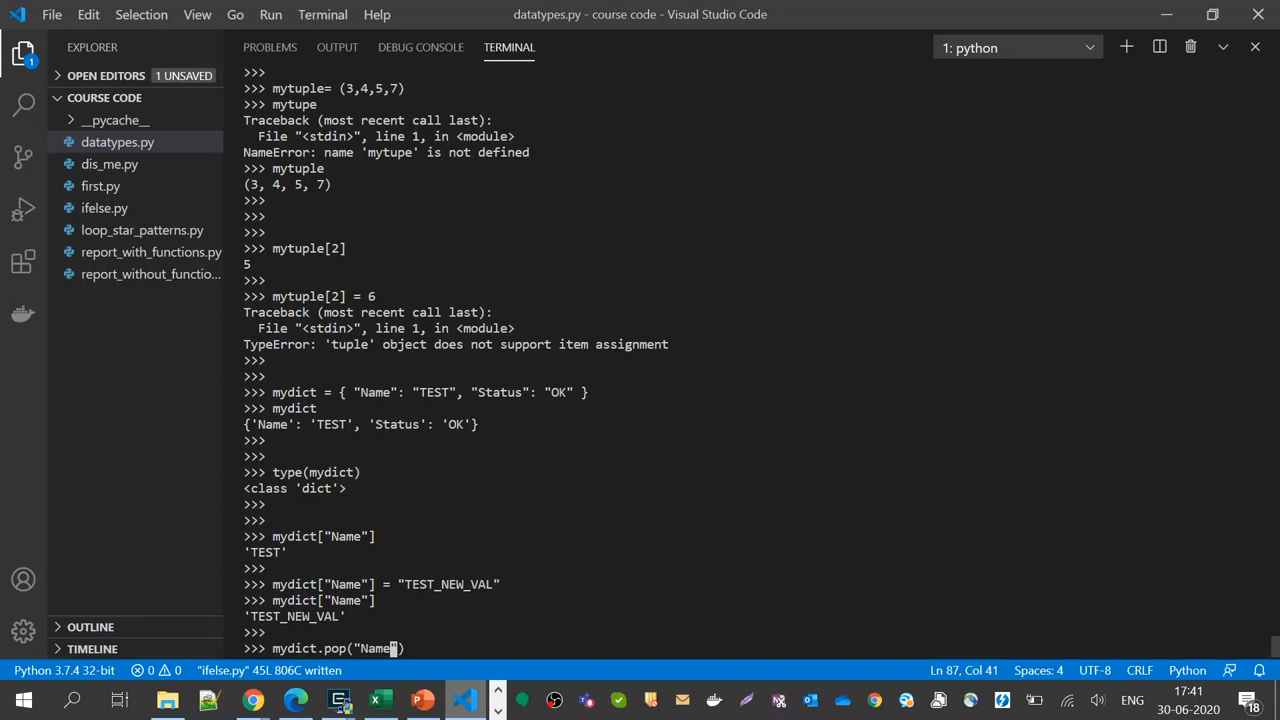 File Edit Selection View Go Run Terminal Help datatypes.py - course code - Visual Studio Code
EXPLORER
PROBLEMS OUTPUT DEBUG CONSOLE TERMINAL 1: python
1
OPEN EDITORS 1 UNSAVED
COURSE CODE
__pycache__
datatypes.py
dis_me.py
first.py
ifelse.py
loop_star_patterns.py
report_with_functions.py
report_without_functio...
OUTLINE
TIMELINE
>>>
>>> mytuple= (3,4,5,7)
>>> mytupe
Traceback (most recent call last):
  File "<stdin>", line 1, in <module>
NameError: name 'mytupe' is not defined
>>> mytuple
(3, 4, 5, 7)
>>>
>>>
>>>
>>> mytuple[2]
5
>>>
>>> mytuple[2] = 6
Traceback (most recent call last):
  File "<stdin>", line 1, in <module>
TypeError: 'tuple' object does not support item assignment
>>>
>>>
>>> mydict = { "Name": "TEST", "Status": "OK" }
>>> mydict
{'Name': 'TEST', 'Status': 'OK'}
>>>
>>>
>>> type(mydict)
<class 'dict'>
>>>
>>>
>>> mydict["Name"]
'TEST'
>>>
>>> mydict["Name"] = "TEST_NEW_VAL"
>>> mydict["Name"]
'TEST_NEW_VAL'
>>>
>>> mydict.pop("Name")
Python 3.7.4 32-bit 0 0 "ifelse.py" 45L 806C written Ln 87, Col 41 Spaces: 4 UTF-8 CRLF Python
ENG 17:41
30-06-2020 18